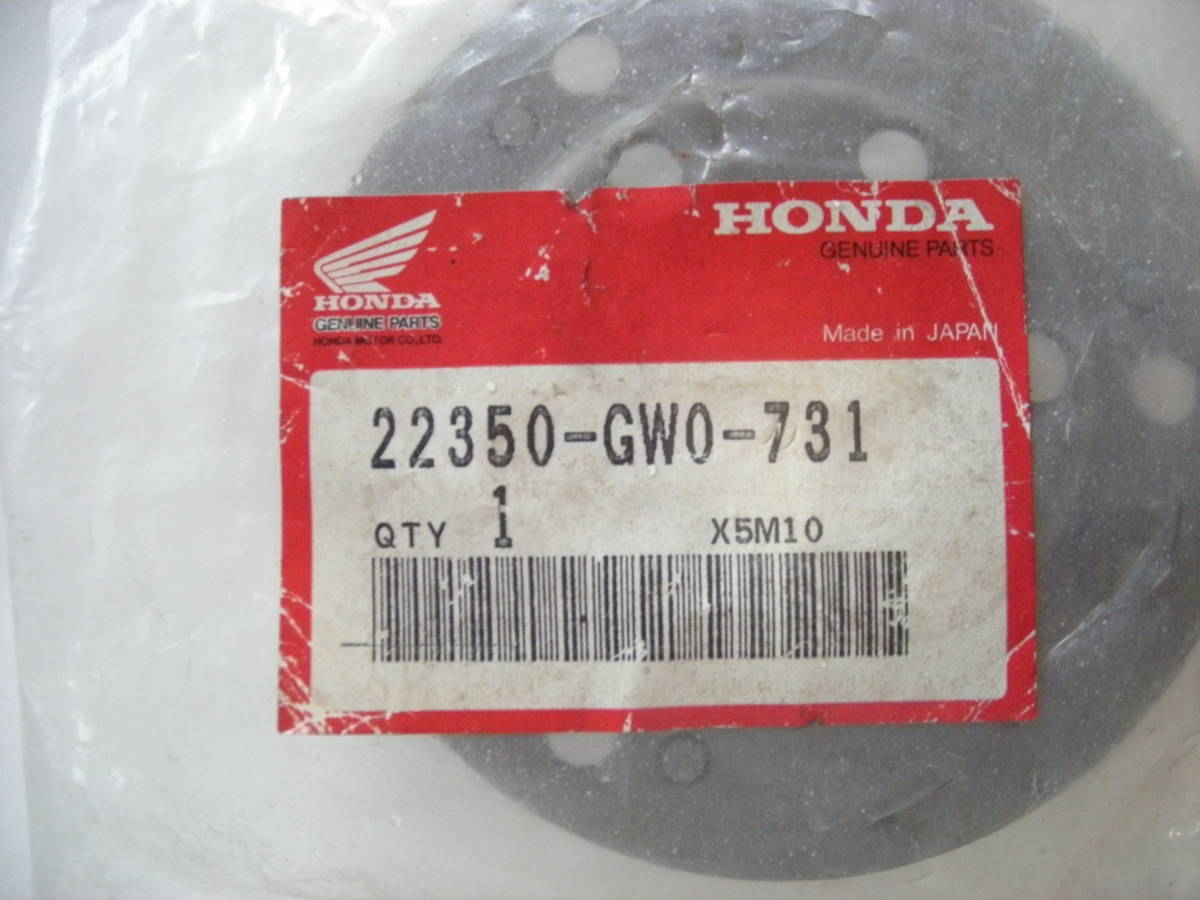 HONDA
GENUINE PARTS
HONDA MOTOR CO.,LTD.
HONDA
GENUINE PARTS
Made in JAPAN
22350-GW0-731
QTY 1 X5M10